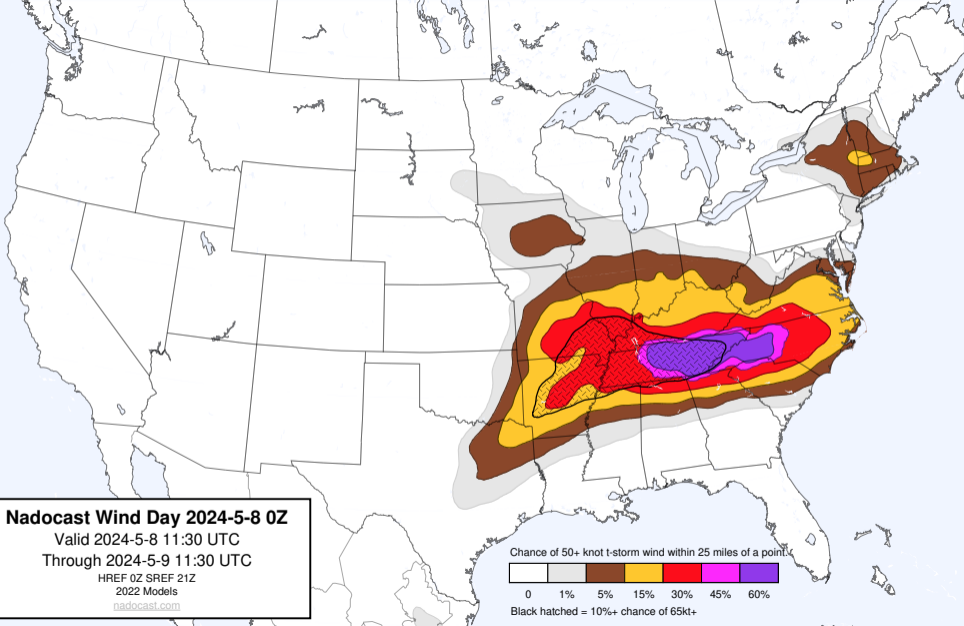 Nadocast Wind Day 2024-5-8 0Z
Valid 2024-5-8 11:30 UTC
Through 2024-5-9 11:30 UTC
HREF 0Z SREF 21Z
2022 Models
nadocast.com
Chance of 50+ knot t-storm wind within 25 miles of a point.
0 1% 5% 15% 30% 45% 60%
Black hatched = 10%+ chance of 65kt+